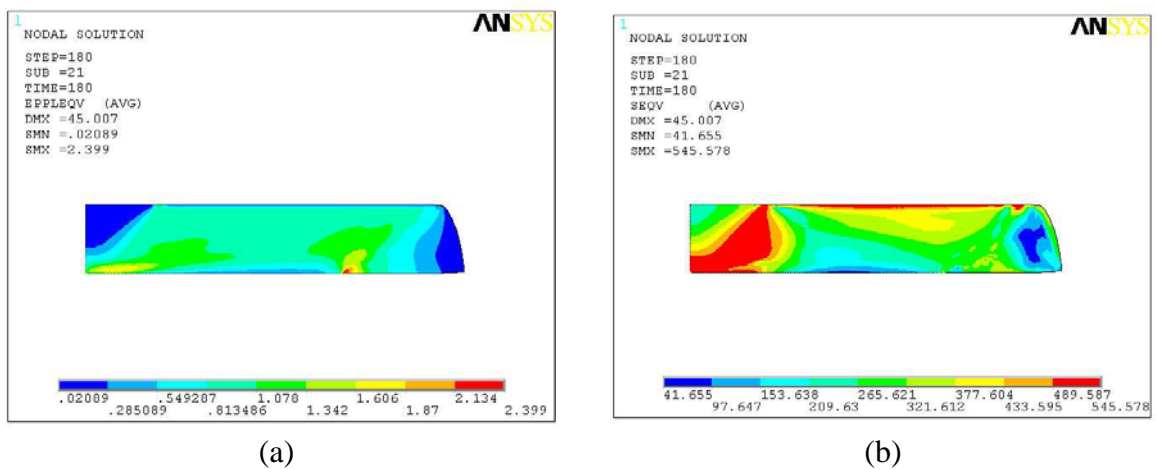 1
NODAL SOLUTION
ANSYS
STEP=180
SUB =21
TIME=180
EPPLEQV (AVG)
DMX =45.007
SMN =.02089
SMX =2.399
.02089 .549287 1.078 1.606 2.134
.285089 .813486 1.342 1.87 2.399
(a)
1
NODAL SOLUTION
ANSYS
STEP=180
SUB =21
TIME=180
SEQV (AVG)
DMX =45.007
SMN =41.655
SMX =545.578
41.655 153.638 265.621 377.604 489.587
97.647 209.63 321.612 433.595 545.578
(b)